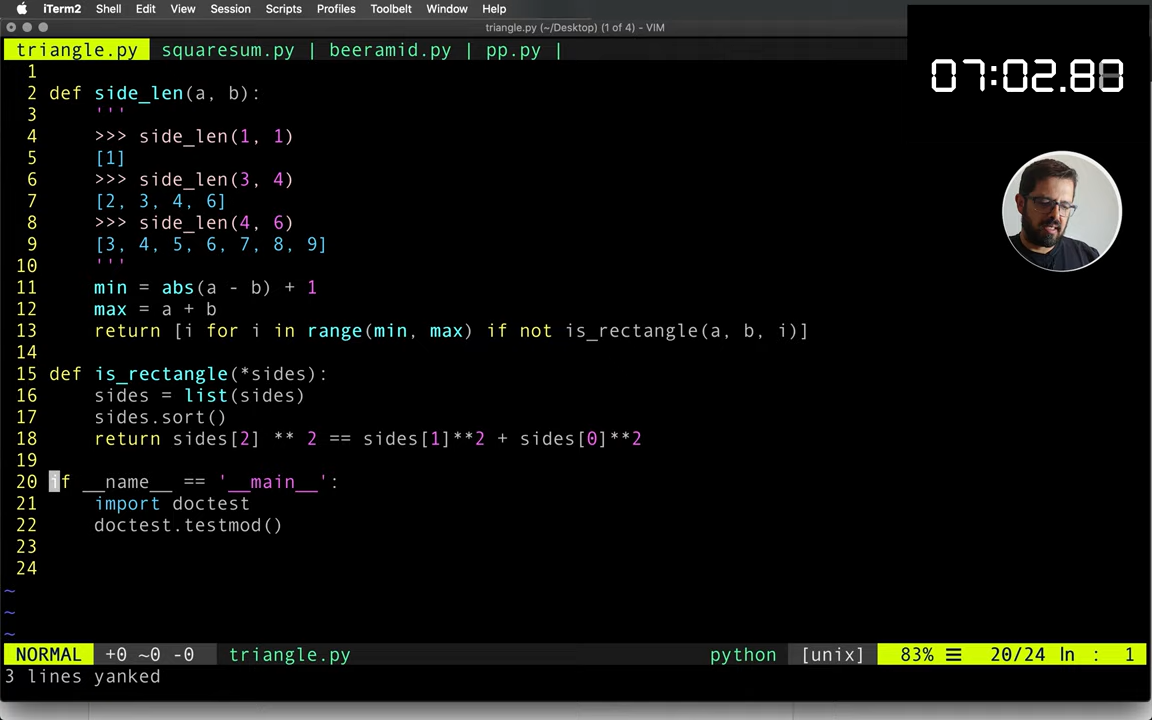 iTerm2 Shell Edit View Session Scripts Profiles Toolbelt Window Help
triangle.py (~/Desktop) (1 of 4) - VIM
triangle.py squaresum.py | beeramid.py | pp.py |
07:02.88
1
2 def side_len(a, b):
3     '''
4     >>> side_len(1, 1)
5     [1]
6     >>> side_len(3, 4)
7     [2, 3, 4, 6]
8     >>> side_len(4, 6)
9     [3, 4, 5, 6, 7, 8, 9]
10     '''
11     min = abs(a - b) + 1
12     max = a + b
13     return [i for i in range(min, max) if not is_rectangle(a, b, i)]
14
15 def is_rectangle(*sides):
16     sides = list(sides)
17     sides.sort()
18     return sides[2] ** 2 == sides[1]**2 + sides[0]**2
19
20 if __name__ == '__main__':
21     import doctest
22     doctest.testmod()
23
24
~
~
~
NORMAL +0 ~0 -0 triangle.py python [unix] 83% ☰ 20/24 ln : 1
3 lines yanked